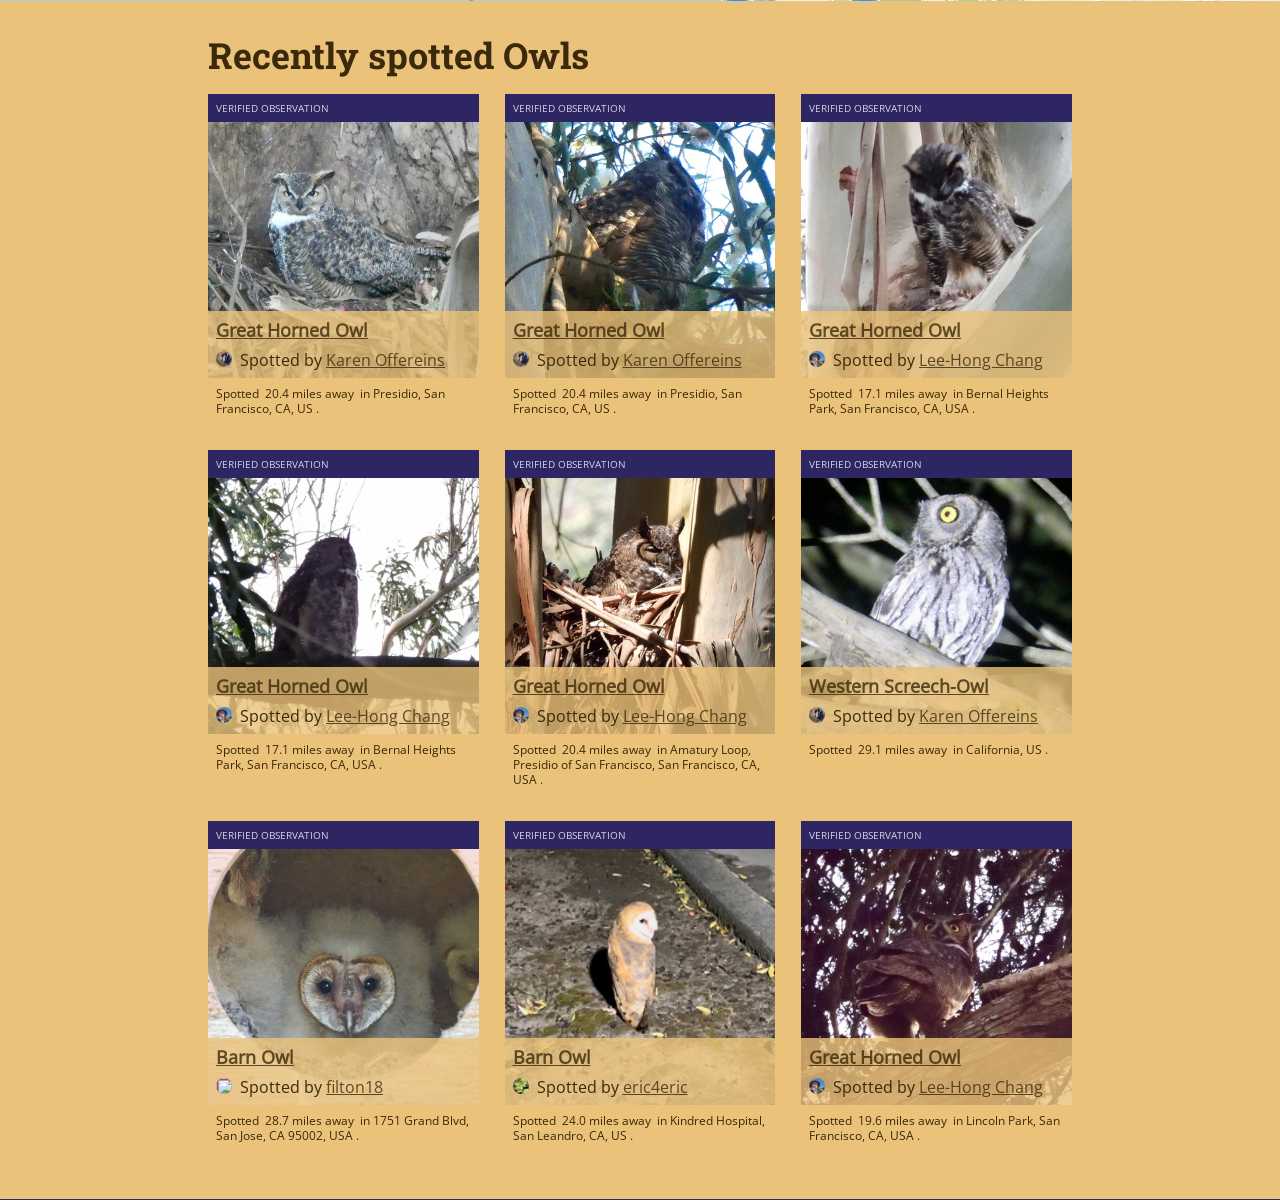 Recently spotted Owls
VERIFIED OBSERVATION
Great Horned Owl
Spotted by Karen Offereins
Spotted 20.4 miles away in Presidio, San
Francisco, CA, US .
VERIFIED OBSERVATION
Great Horned Owl
Spotted by Karen Offereins
Spotted 20.4 miles away in Presidio, San
Francisco, CA, US .
VERIFIED OBSERVATION
Great Horned Owl
Spotted by Lee-Hong Chang
Spotted 17.1 miles away in Bernal Heights
Park, San Francisco, CA, USA .
VERIFIED OBSERVATION
Great Horned Owl
Spotted by Lee-Hong Chang
Spotted 17.1 miles away in Bernal Heights
Park, San Francisco, CA, USA .
VERIFIED OBSERVATION
Great Horned Owl
Spotted by Lee-Hong Chang
Spotted 20.4 miles away in Amatury Loop,
Presidio of San Francisco, San Francisco, CA,
USA .
VERIFIED OBSERVATION
Western Screech-Owl
Spotted by Karen Offereins
Spotted 29.1 miles away in California, US .
VERIFIED OBSERVATION
Barn Owl
Spotted by filton18
Spotted 28.7 miles away in 1751 Grand Blvd,
San Jose, CA 95002, USA .
VERIFIED OBSERVATION
Barn Owl
Spotted by eric4eric
Spotted 24.0 miles away in Kindred Hospital,
San Leandro, CA, US .
VERIFIED OBSERVATION
Great Horned Owl
Spotted by Lee-Hong Chang
Spotted 19.6 miles away in Lincoln Park, San
Francisco, CA, USA .